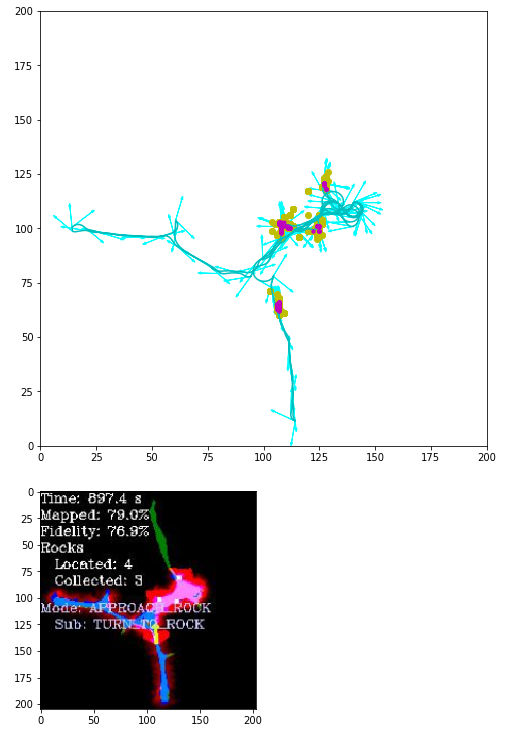 200
175
150
125
100
75
50
25
0
0 25 50 75 100 125 150 175 200
0
25
50
75
100
125
150
175
200
Time: 897.4 s
Mapped: 79.0%
Fidelity: 76.9%
Rocks
Located: 4
Collected: 3
Mode: APPROACH_ROCK
Sub: TURN_TO_ROCK
0 50 100 150 200